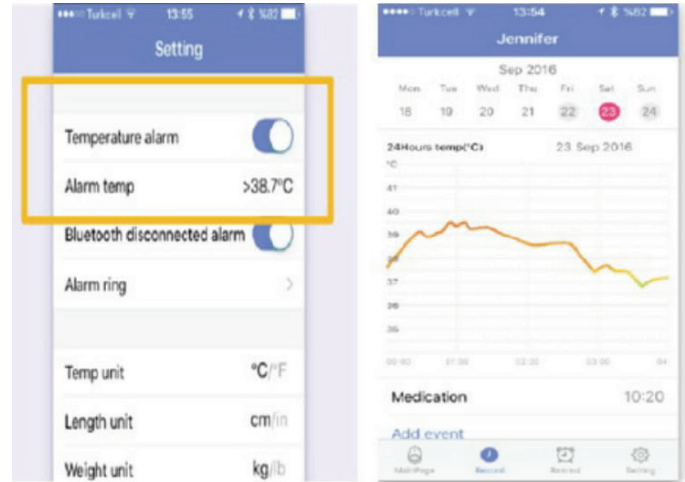 Turkcell 13:55 %82
Setting
Temperature alarm
Alarm temp >38.7°C
Bluetooth disconnected alarm
Alarm ring >
Temp unit °C/°F
Length unit cm/in
Weight unit kg/lb
Turkcell 13:54 %82
Jennifer
Sep 2016
Mon Tue Wed Thu Fri Sat Sun
18 19 20 21 22 23 24
24Hours temp(°C) 23 Sep 2016
°C
41
40
39
37
36
35
00:00 01:00 02:00 03:00 04
Medication 10:20
Add event
MainPage Record Remind Setting